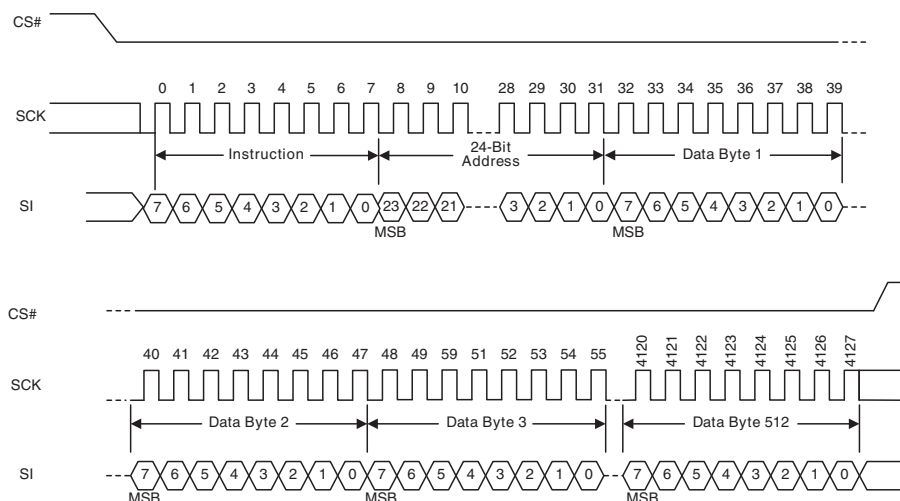 CS#
0 1 2 3 4 5 6 7 8 9 10 28 29 30 31 32 33 34 35 36 37 38 39
SCK
Instruction
24-Bit
Address
Data Byte 1
SI
7 6 5 4 3 2 1 0 23 22 21 3 2 1 0 7 6 5 4 3 2 1 0
MSB MSB
CS#
40 41 42 43 44 45 46 47 48 49 59 51 52 53 54 55 4120 4121 4122 4123 4124 4125 4126 4127
SCK
Data Byte 2 Data Byte 3 Data Byte 512
SI
7 6 5 4 3 2 1 0 7 6 5 4 3 2 1 0 7 6 5 4 3 2 1 0
MSB MSB MSB